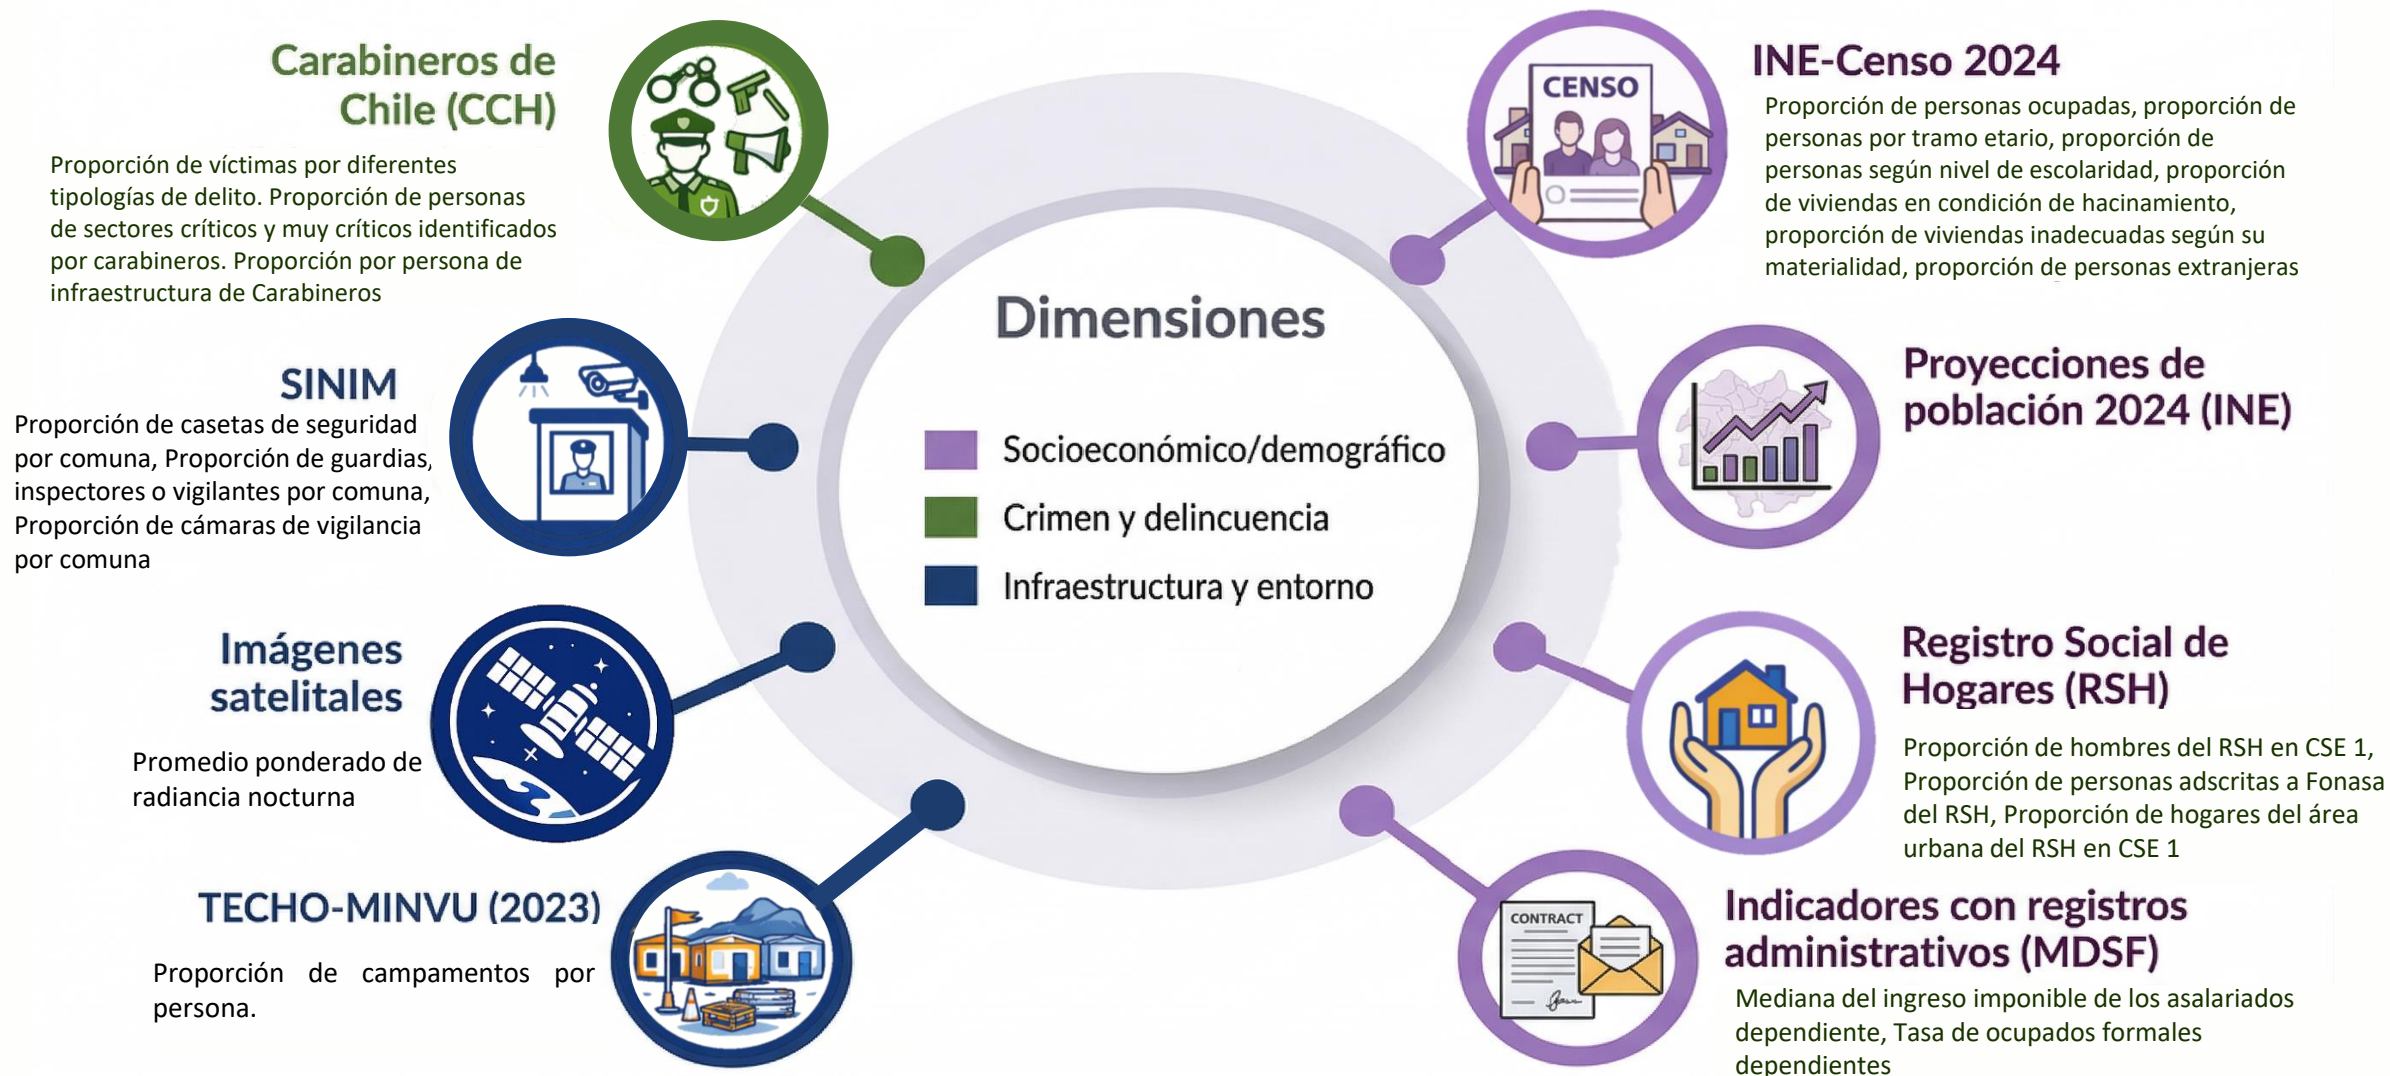 Carabineros de
Chile (CCH)
Proporción de víctimas por diferentes
tipologías de delito. Proporción de personas
de sectores críticos y muy críticos identificados
por carabineros. Proporción por persona de
infraestructura de Carabineros
SINIM
Proporción de casetas de seguridad
por comuna, Proporción de guardias,
inspectores o vigilantes por comuna,
Proporción de cámaras de vigilancia
por comuna
Imágenes
satelitales
Promedio ponderado de
radiancia nocturna
TECHO-MINVU (2023)
Proporción de campamentos por
persona.
Dimensiones
Socioeconómico/demográfico
Crimen y delincuencia
Infraestructura y entorno
CENSO
INE-Censo 2024
Proporción de personas ocupadas, proporción de
personas por tramo etario, proporción de
personas según nivel de escolaridad, proporción
de viviendas en condición de hacinamiento,
proporción de viviendas inadecuadas según su
materialidad, proporción de personas extranjeras
Proyecciones de
población 2024 (INE)
Registro Social de
Hogares (RSH)
Proporción de hombres del RSH en CSE 1,
Proporción de personas adscritas a Fonasa
del RSH, Proporción de hogares del área
urbana del RSH en CSE 1
CONTRACT
Indicadores con registros
administrativos (MDSF)
Mediana del ingreso imponible de los asalariados
dependiente, Tasa de ocupados formales
dependientes